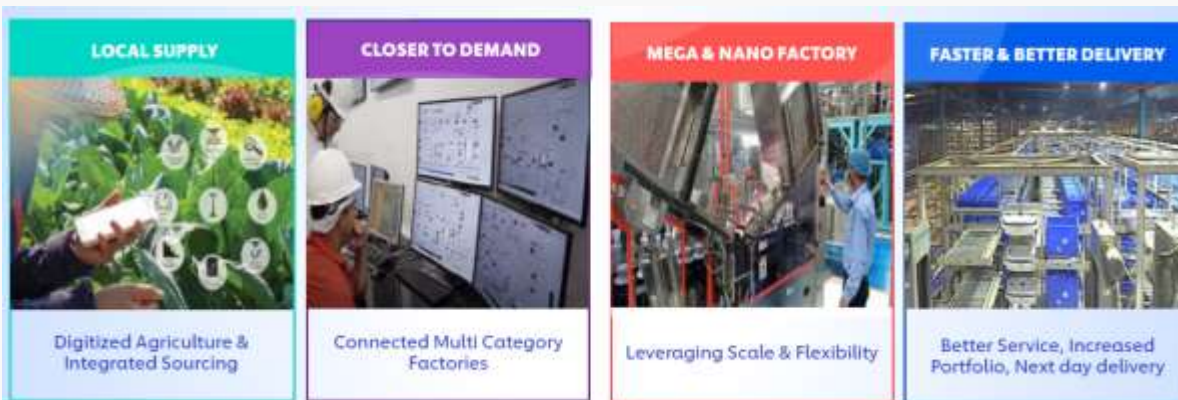 LOCAL SUPPLY
Digitized Agriculture &
Integrated Sourcing
CLOSER TO DEMAND
Connected Multi Category
Factories
MEGA & NANO FACTORY
Leveraging Scale & Flexibility
FASTER & BETTER DELIVERY
Better Service, Increased
Portfolio, Next day delivery